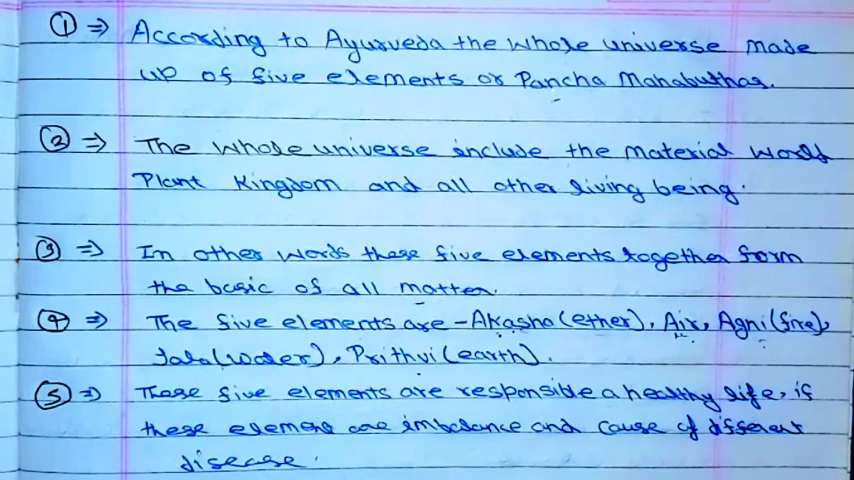 ① ⇒ According to Ayurveda the whole universe made
up of five elements or Pancha Mahabuthas.
② ⇒ The whole universe include the material world
Plant Kingdom and all other living being.
③ ⇒ In other words these five elements together form
the basic of all matter.
④ ⇒ The five elements are - Akasha (ether), Air, Agni (fire),
Jala (water), Prithvi (earth).
⑤ ⇒ These five elements are responsible a healthy life, if
these element are imbalance and cause of different
disease.